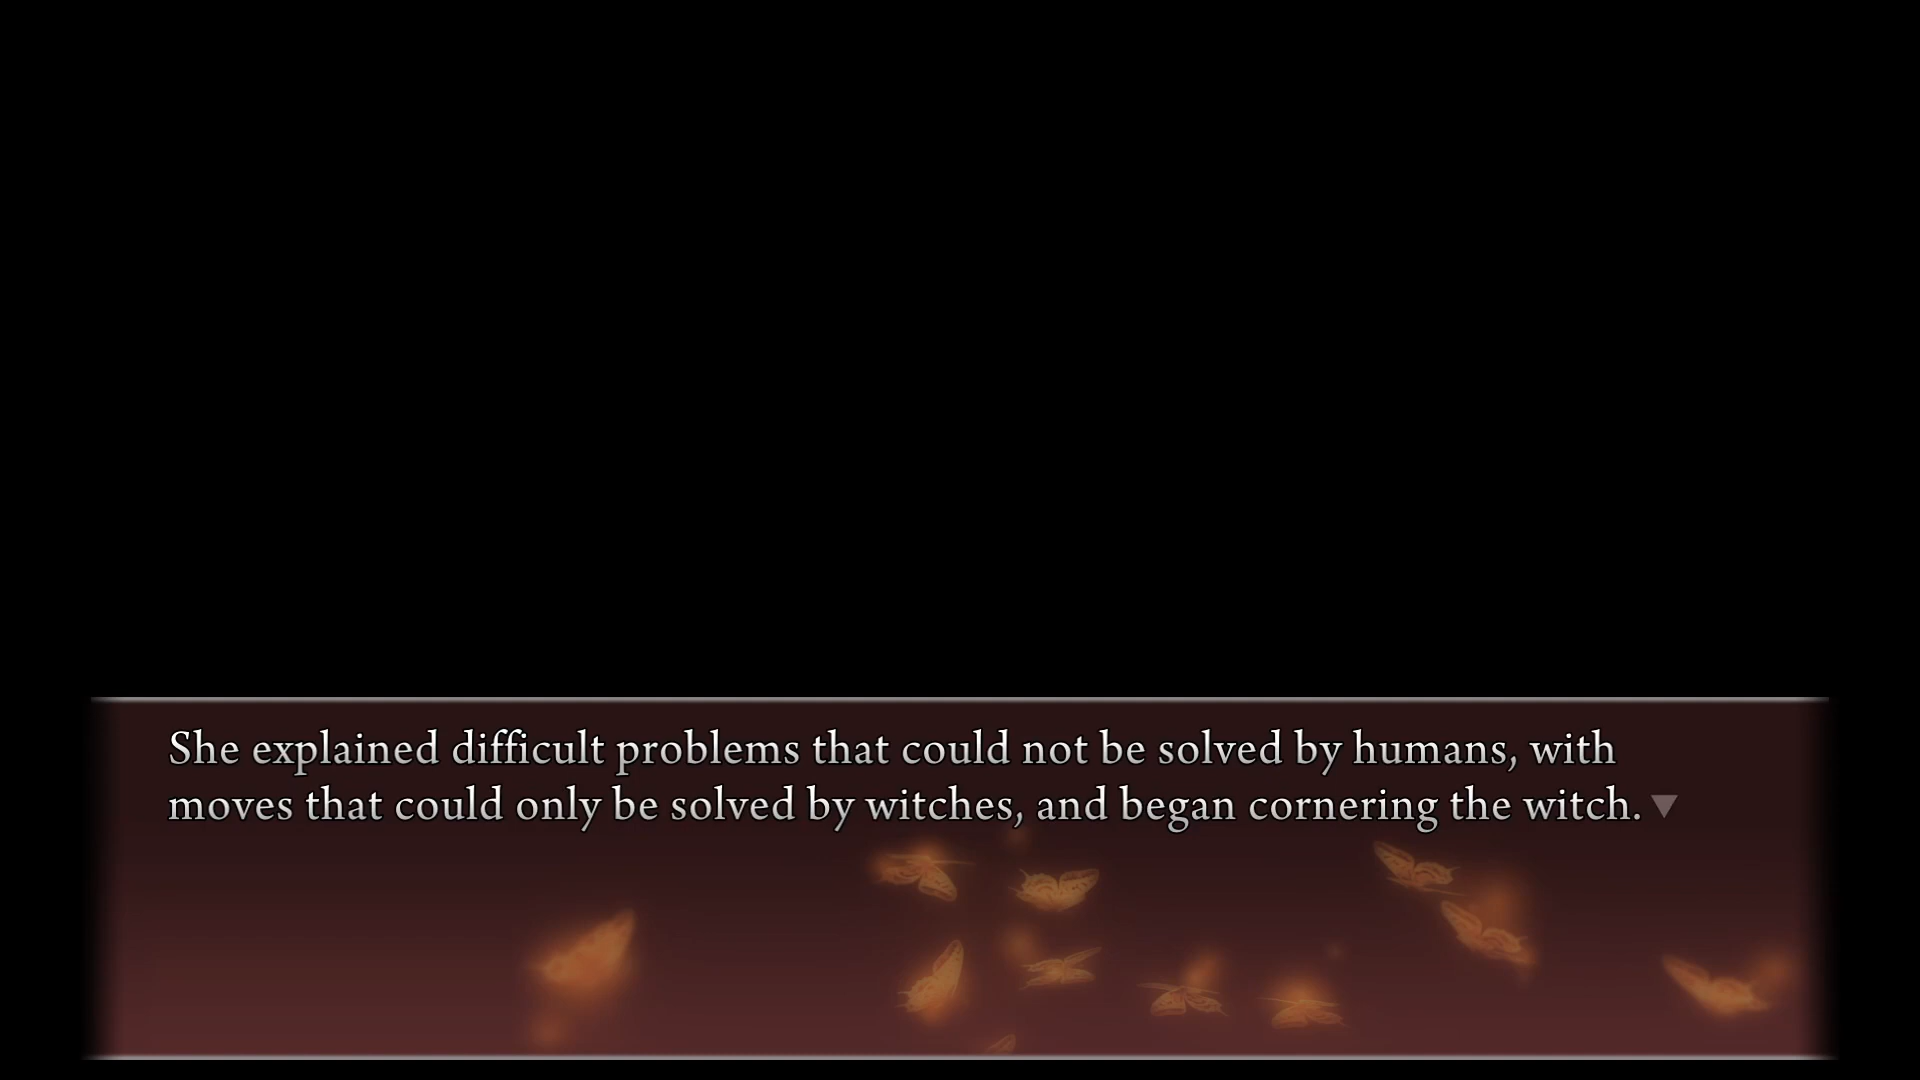 She explained difficult problems that could not be solved by humans, with
moves that could only be solved by witches, and began cornering the witch.